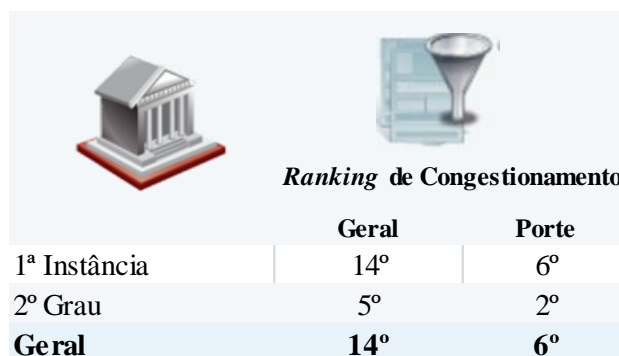 Ranking de Congestionamento
Geral Porte
1ª Instância 14º 6º
2º Grau 5º 2º
Geral 14º 6º